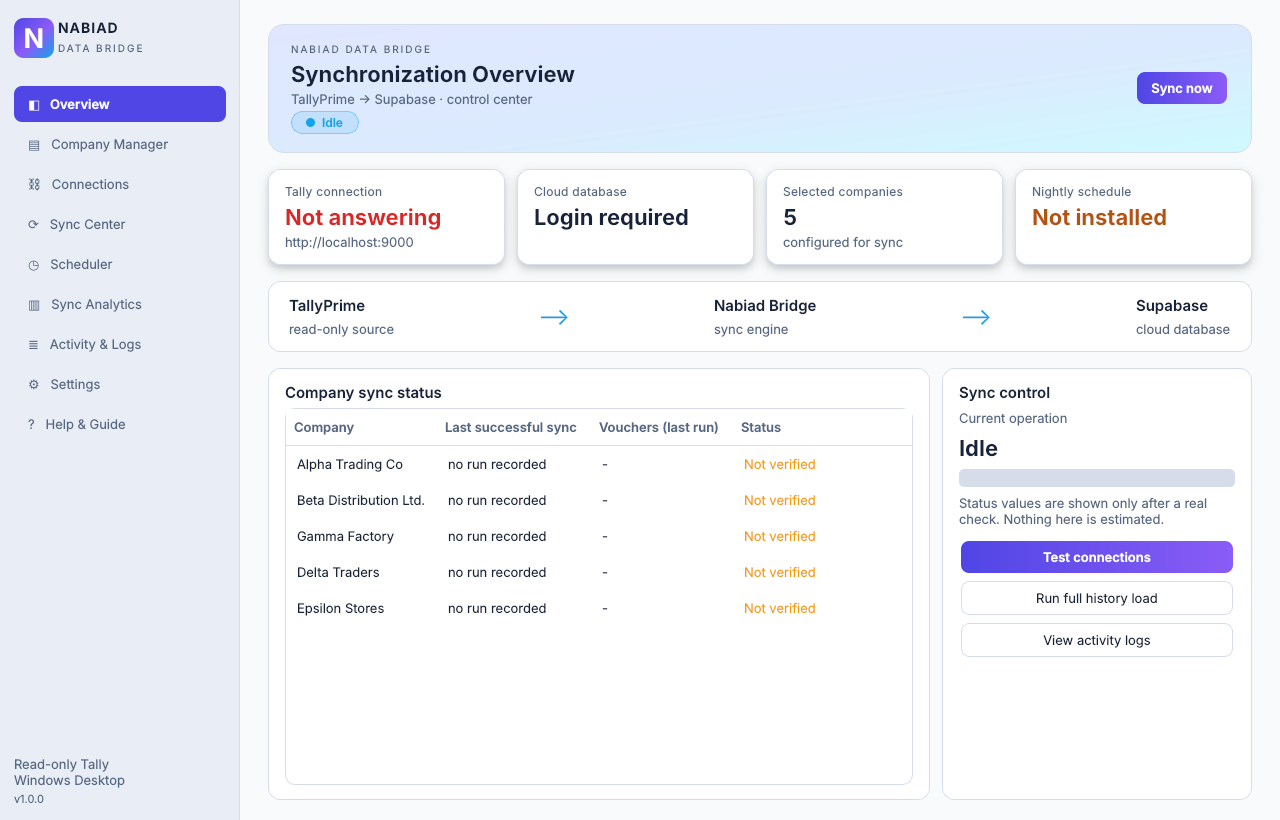 N
NABIAD
DATA BRIDGE
Overview
Company Manager
Connections
Sync Center
Scheduler
Sync Analytics
Activity & Logs
Settings
? Help & Guide
Read-only Tally
Windows Desktop
v1.0.0
NABIAD DATA BRIDGE
Synchronization Overview
TallyPrime → Supabase · control center
Idle
Sync now
Tally connection
Not answering
http://localhost:9000
Cloud database
Login required
Selected companies
5
configured for sync
Nightly schedule
Not installed
TallyPrime
read-only source
→
Nabiad Bridge
sync engine
→
Supabase
cloud database
Company sync status
Company Last successful sync Vouchers (last run) Status
Alpha Trading Co no run recorded - Not verified
Beta Distribution Ltd. no run recorded - Not verified
Gamma Factory no run recorded - Not verified
Delta Traders no run recorded - Not verified
Epsilon Stores no run recorded - Not verified
Sync control
Current operation
Idle
Status values are shown only after a real
check. Nothing here is estimated.
Test connections
Run full history load
View activity logs